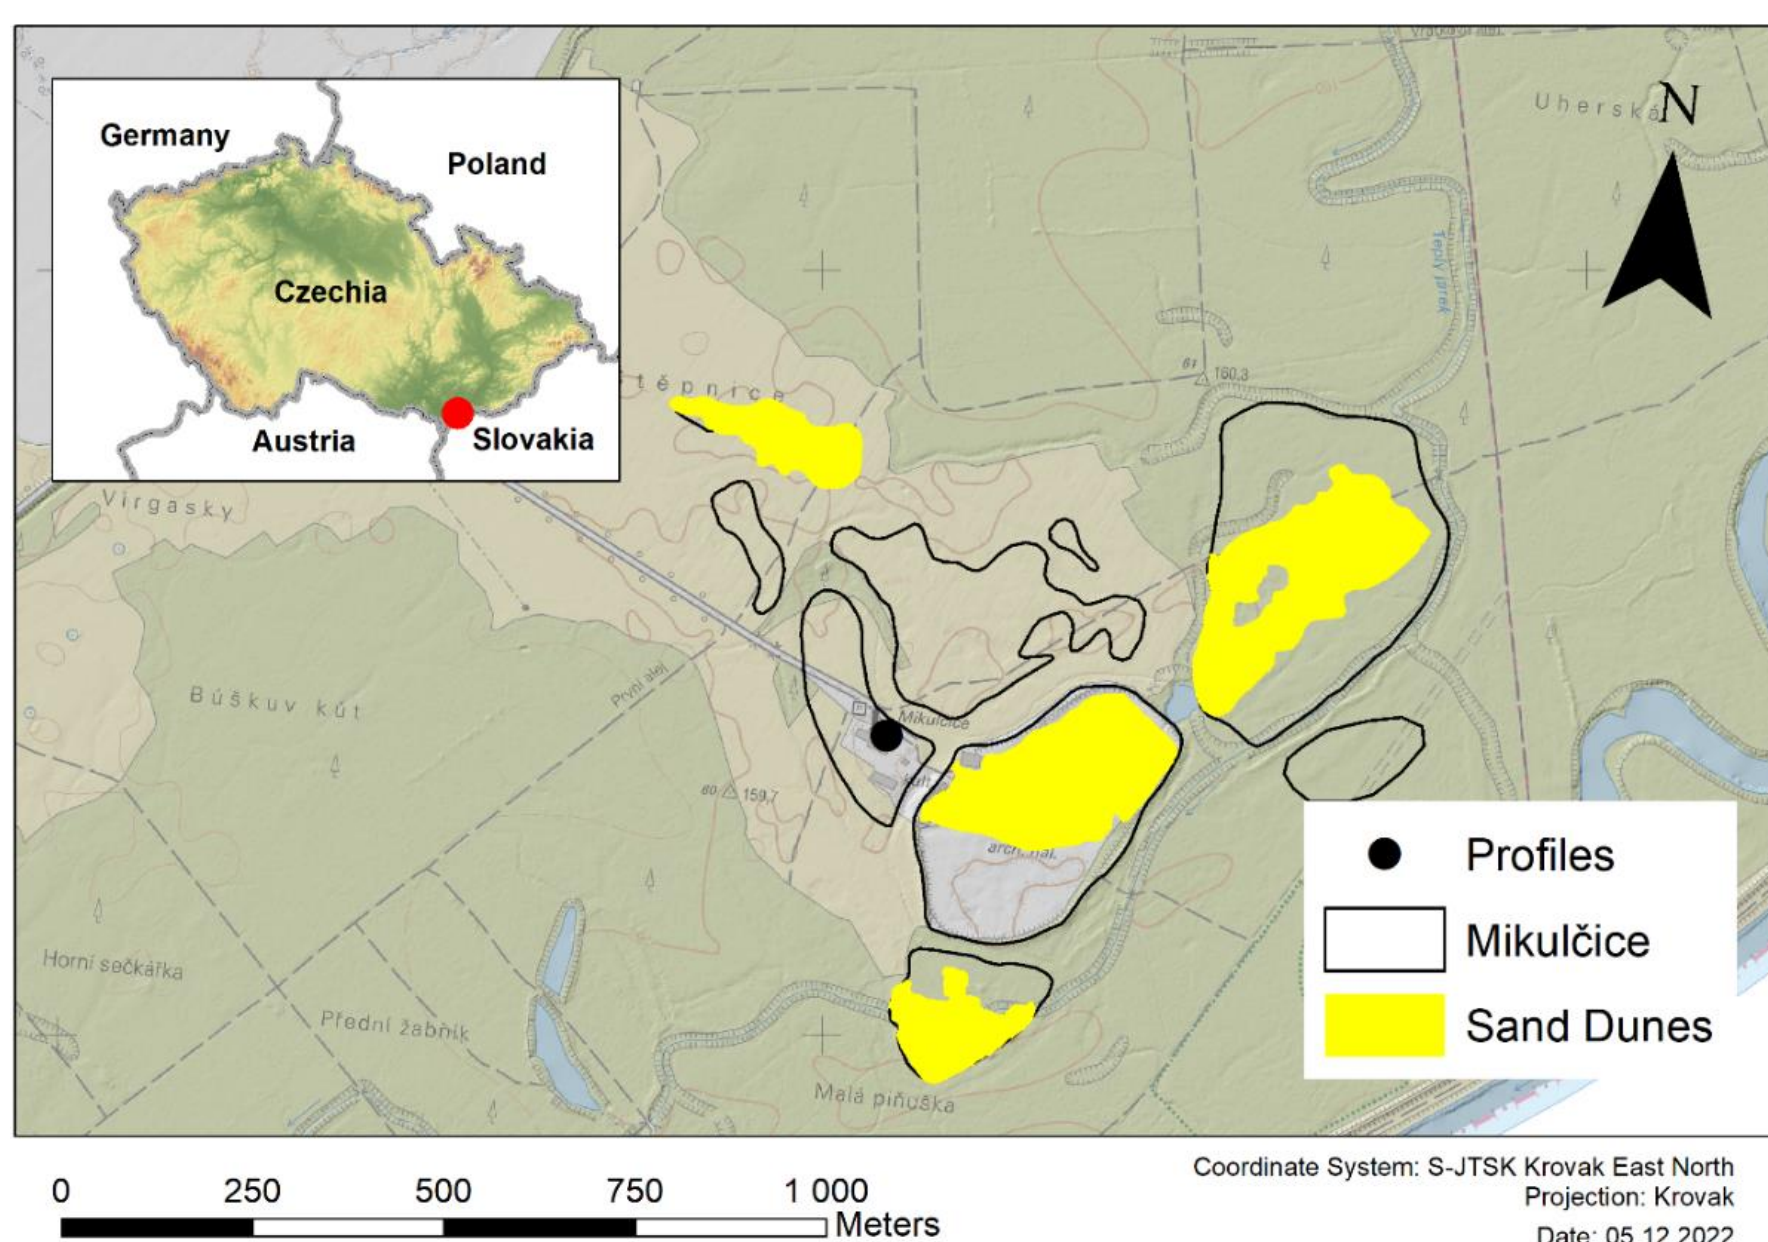 Uherská
N
Germany
Poland
Czechia
Austria
Slovakia
Teplý járek
160,3
Virgasky
Búškuv kút
První alej
Mikulčice
60 159,7
Horní sečkářka
Přední žabník
Malá piňuška
Profiles
Mikulčice
Sand Dunes
0 250 500 750 1 000
Meters
Coordinate System: S-JTSK Krovak East North
Projection: Krovak
Date: 05.12.2022